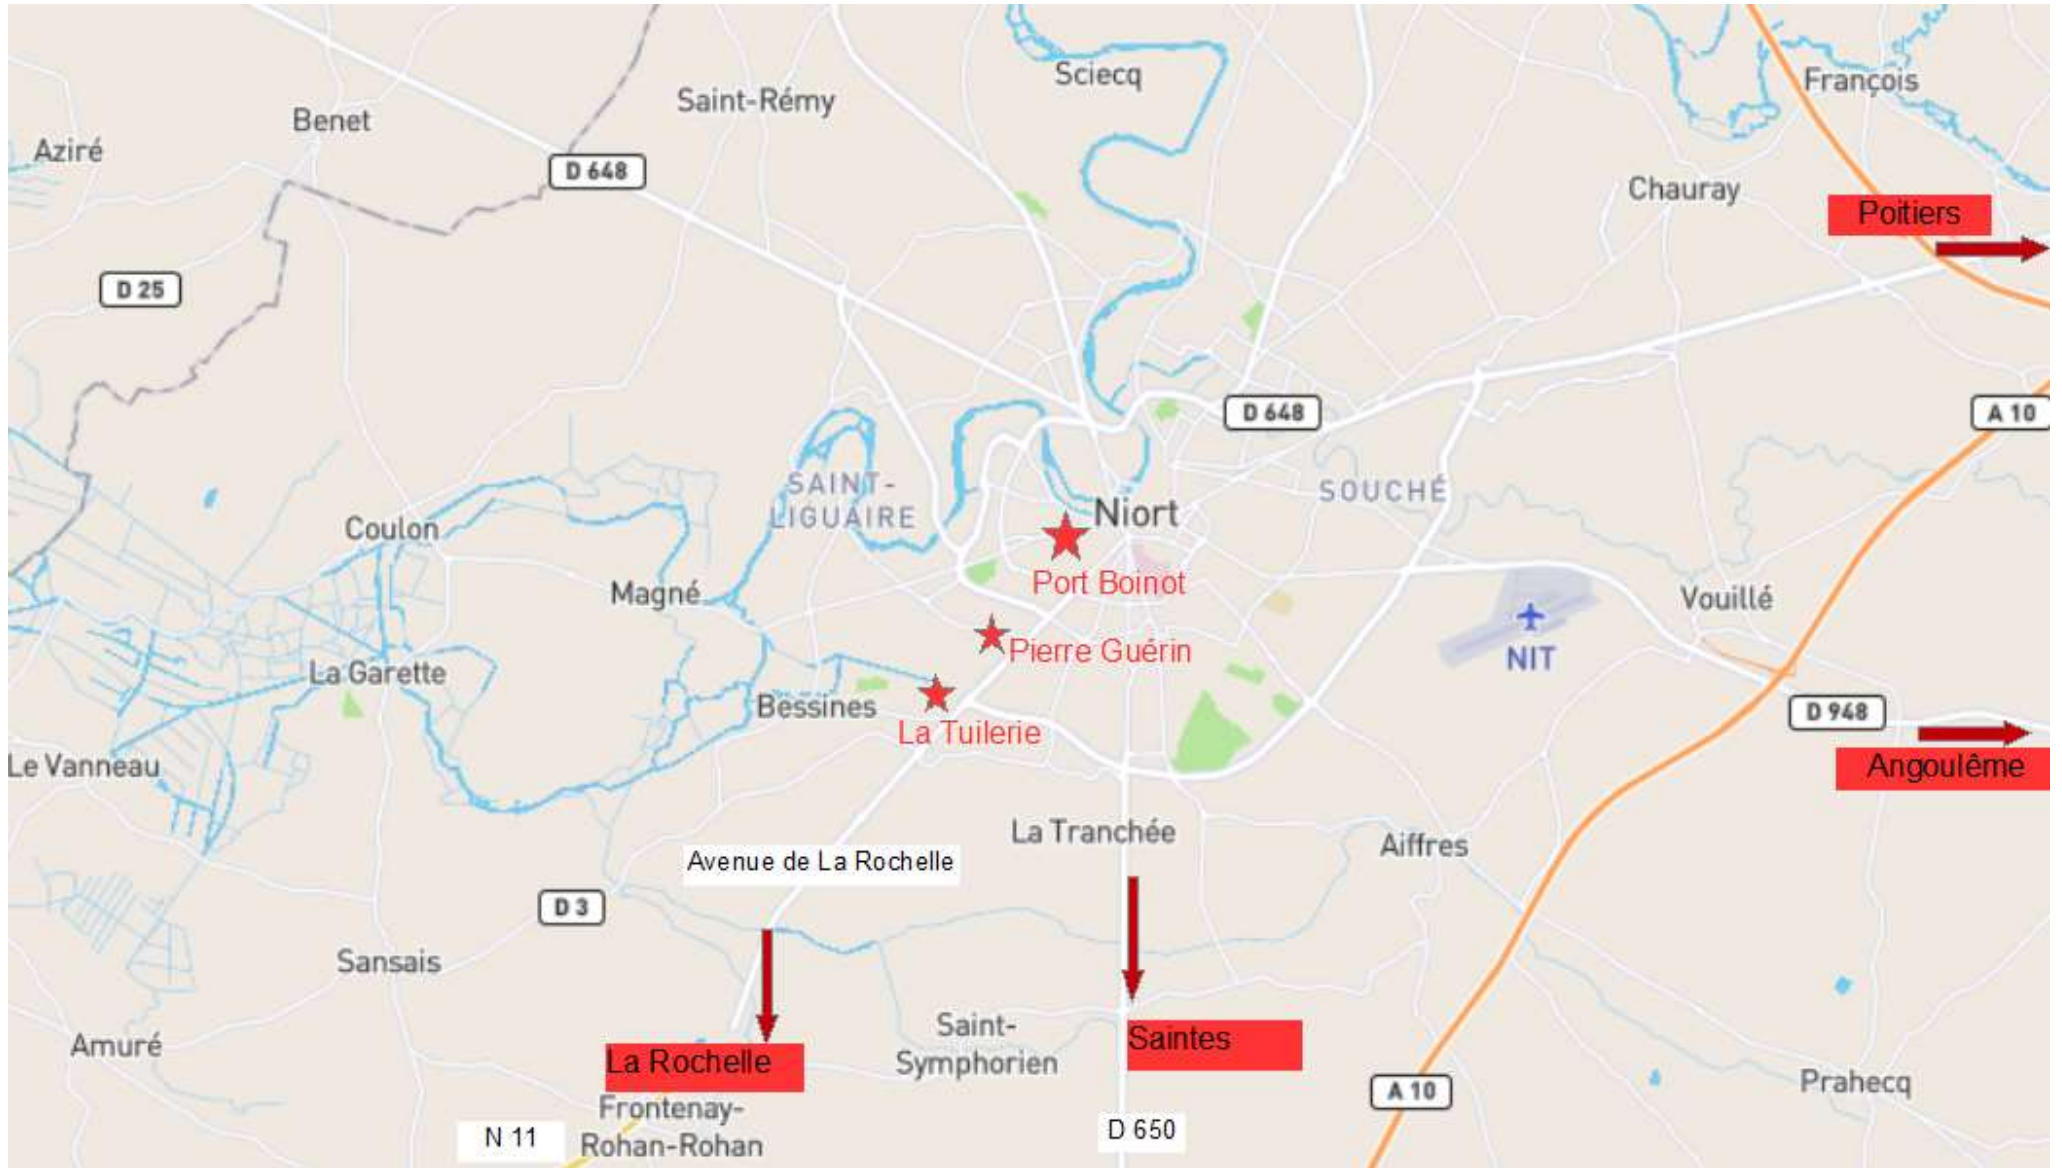 Sciecq
François
Saint-Rémy
Benet
Aziré
D 648
Chauray
Poitiers
D 25
D 648
A 10
SAINT-
LIGUAIRE
SOUCHÉ
Niort
Coulon
Port Boinot
Magné
Vouillé
Pierre Guérin
NIT
La Garette
Bessines
La Tuilerie
D 948
Le Vanneau
Angoulême
La Tranchée
Aiffres
Avenue de La Rochelle
D 3
Sansais
Saint-
Symphorien
Saintes
Amuré
La Rochelle
Prahecq
A 10
Frontenay-
Rohan-Rohan
N 11
D 650